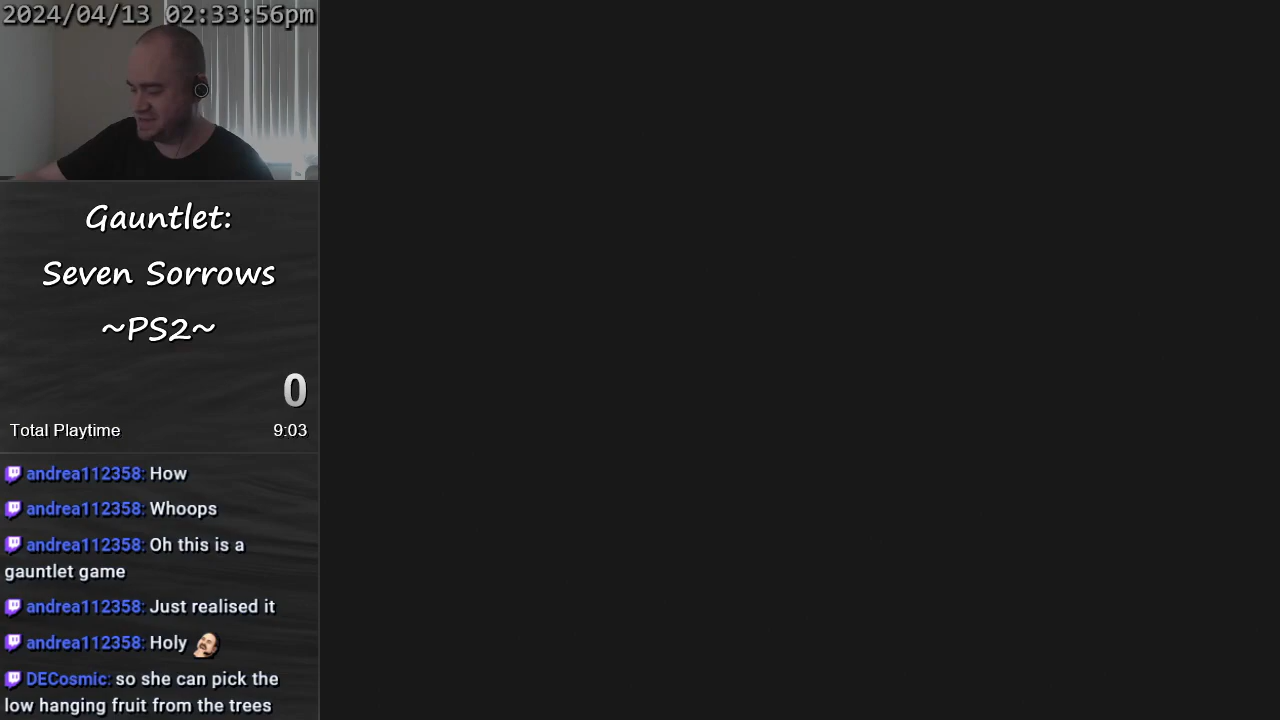 2024/04/13 02:33:56pm
Gauntlet:
Seven Sorrows
~PS2~
0
Total Playtime 9:03
andrea112358: How
andrea112358: Whoops
andrea112358: Oh this is a
gauntlet game
andrea112358: Just realised it
andrea112358: Holy
DECosmic: so she can pick the
low hanging fruit from the trees